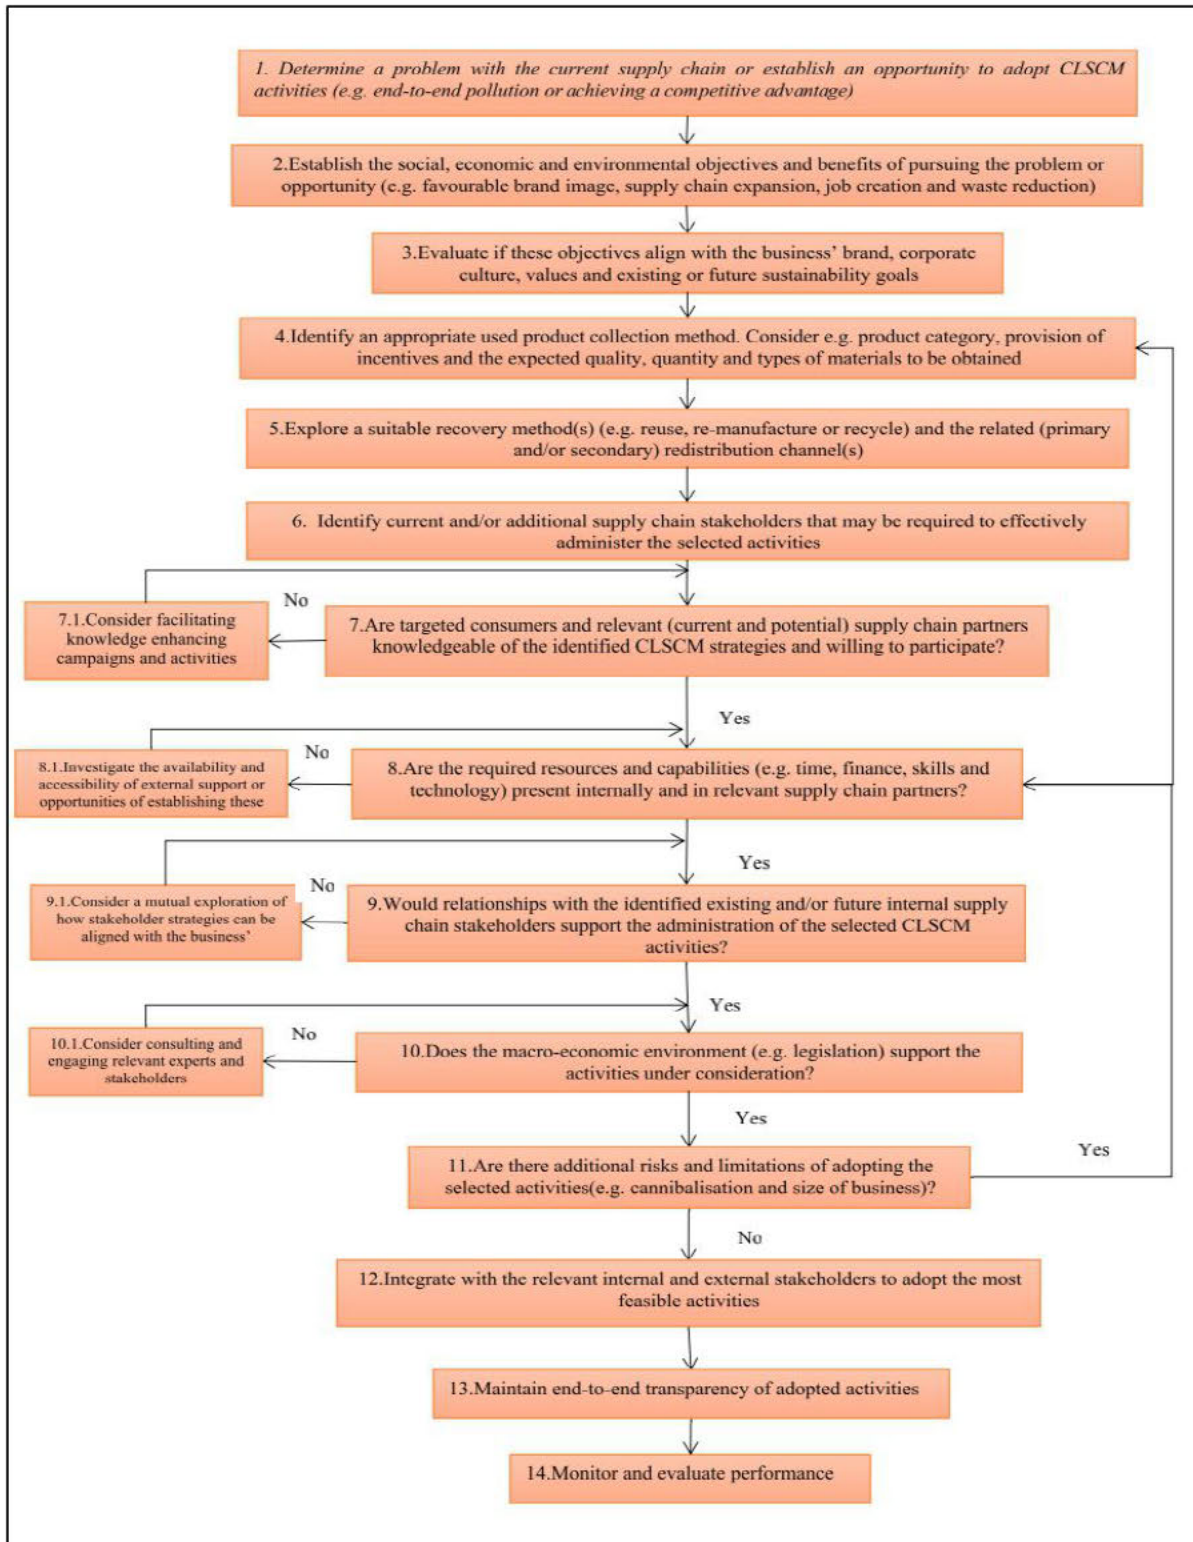 1. Determine a problem with the current supply chain or establish an opportunity to adopt CLSCM
activities (e.g. end-to-end pollution or achieving a competitive advantage)
2.Establish the social, economic and environmental objectives and benefits of pursuing the problem or
opportunity (e.g. favourable brand image, supply chain expansion, job creation and waste reduction)
3.Evaluate if these objectives align with the business’ brand, corporate
culture, values and existing or future sustainability goals
4.Identify an appropriate used product collection method. Consider e.g. product category, provision of
incentives and the expected quality, quantity and types of materials to be obtained
5.Explore a suitable recovery method(s) (e.g. reuse, re-manufacture or recycle) and the related (primary
and/or secondary) redistribution channel(s)
6. Identify current and/or additional supply chain stakeholders that may be required to effectively
administer the selected activities
No
7.1.Consider facilitating
knowledge enhancing
campaigns and activities
7.Are targeted consumers and relevant (current and potential) supply chain partners
knowledgeable of the identified CLSCM strategies and willing to participate?
Yes
No
8.1.Investigate the availability and
accessibility of external support or
opportunities of establishing these
8.Are the required resources and capabilities (e.g. time, finance, skills and
technology) present internally and in relevant supply chain partners?
Yes
No
9.1.Consider a mutual exploration of
how stakeholder strategies can be
aligned with the business’
9.Would relationships with the identified existing and/or future internal supply
chain stakeholders support the administration of the selected CLSCM
activities?
Yes
No
10.1.Consider consulting and
engaging relevant experts and
stakeholders
10.Does the macro-economic environment (e.g. legislation) support the
activities under consideration?
Yes
11.Are there additional risks and limitations of adopting the
selected activities(e.g. cannibalisation and size of business)?
Yes
No
12.Integrate with the relevant internal and external stakeholders to adopt the most
feasible activities
13.Maintain end-to-end transparency of adopted activities
14.Monitor and evaluate performance